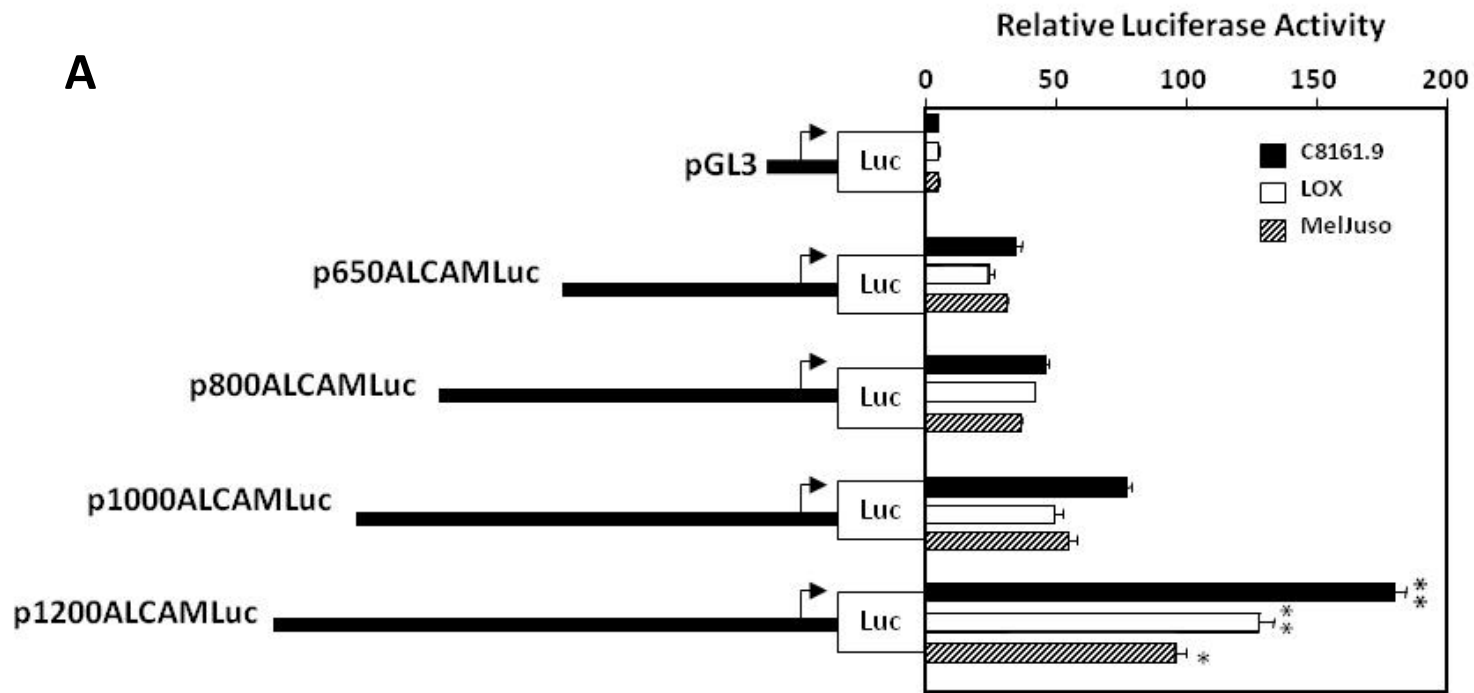 Relative Luciferase Activity
A
0 50 100 150 200
pGL3 Luc
C8161.9
LOX
MelJuso
p650ALCAMLuc Luc
p800ALCAMLuc Luc
p1000ALCAMLuc Luc
p1200ALCAMLuc Luc
**
**
*